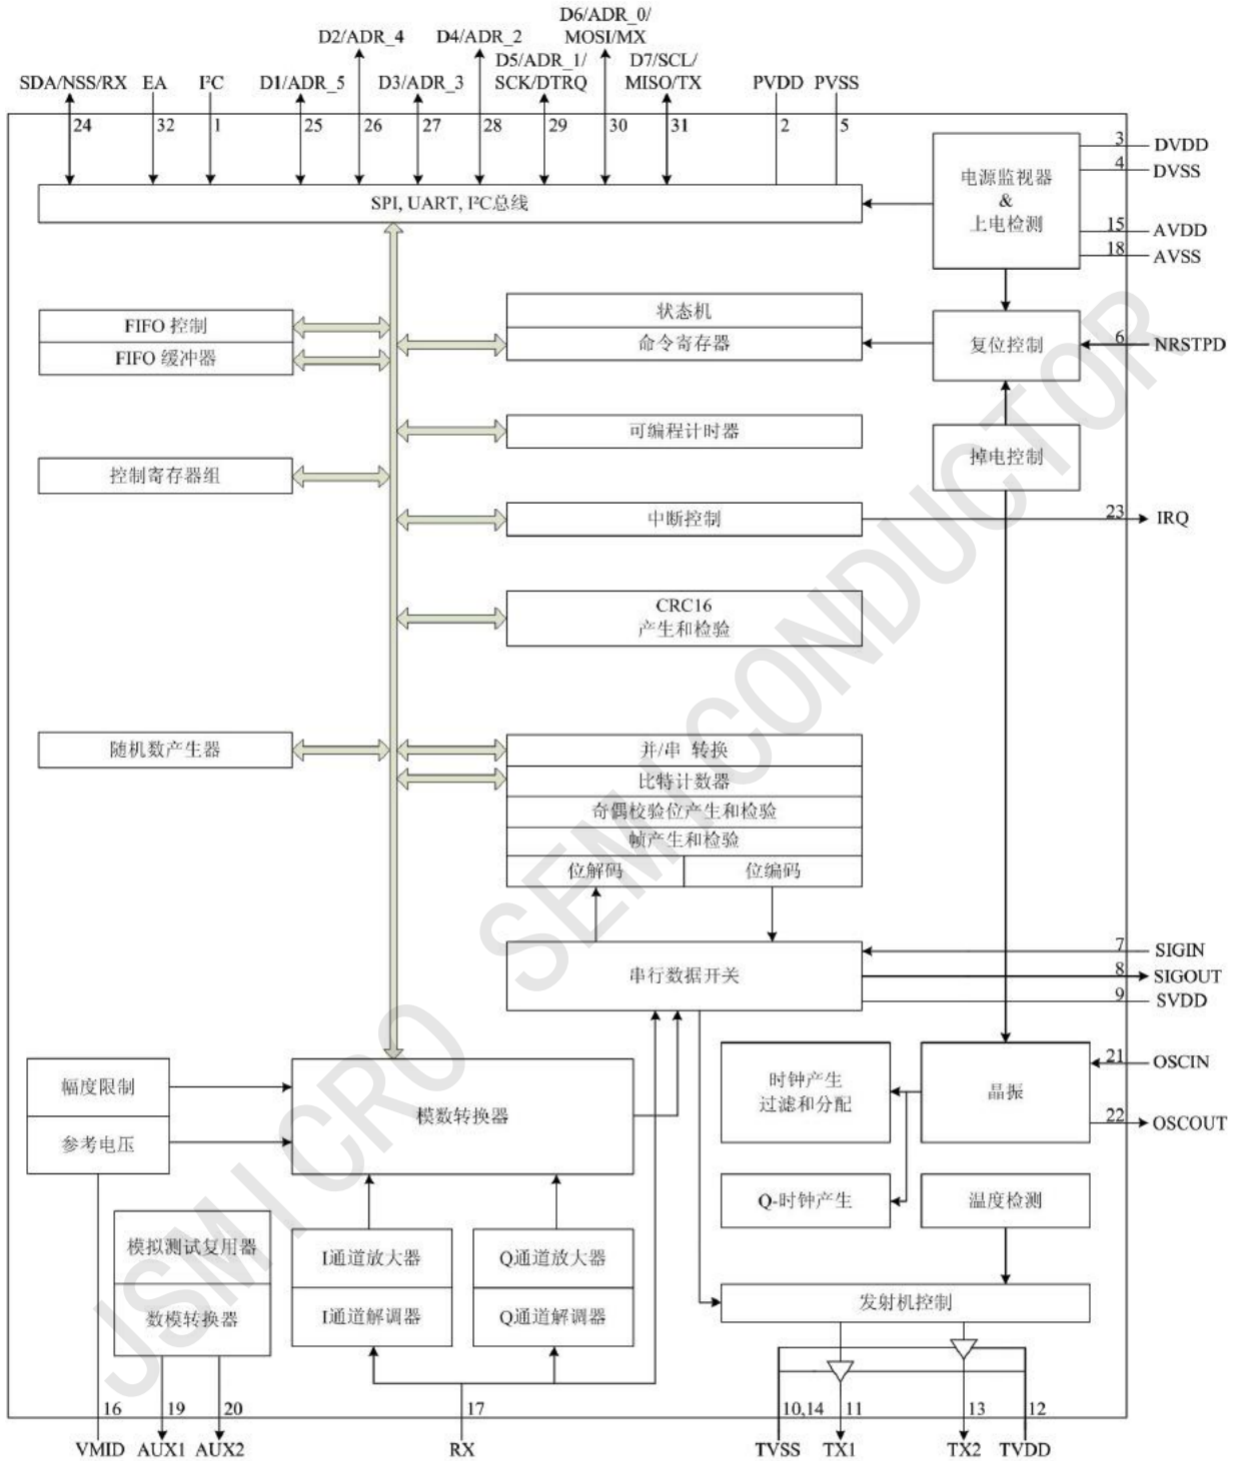 D6/ADR_0/
MOSI/MX
D2/ADR_4
D4/ADR_2
D5/ADR_1/
SCK/DTRQ
D7/SCL/
MISO/TX
SDA/NSS/RX
EA
I²C
D1/ADR_5
D3/ADR_3
PVDD
PVSS
24
32
1
25
26
27
28
29
30
31
2
5
3
DVDD
4
DVSS
电源监视器
&
上电检测
15
AVDD
18
AVSS
SPI, UART, I²C总线
FIFO 控制
FIFO 缓冲器
状态机
命令寄存器
复位控制
6
NRSTPD
可编程计时器
掉电控制
控制寄存器组
中断控制
23
IRQ
CRC16
产生和检验
随机数产生器
并/串 转换
比特计数器
奇偶校验位产生和检验
帧产生和检验
位解码
位编码
串行数据开关
7
SIGIN
8
SIGOUT
9
SVDD
幅度限制
参考电压
模数转换器
时钟产生
过滤和分配
晶振
21
OSCIN
22
OSCOUT
Q-时钟产生
温度检测
模拟测试复用器
数模转换器
I通道放大器
I通道解调器
Q通道放大器
Q通道解调器
发射机控制
16
19
20
17
10,14
11
13
12
VMID
AUX1
AUX2
RX
TVSS
TX1
TX2
TVDD
JSMICRO SEMICONDUCTOR